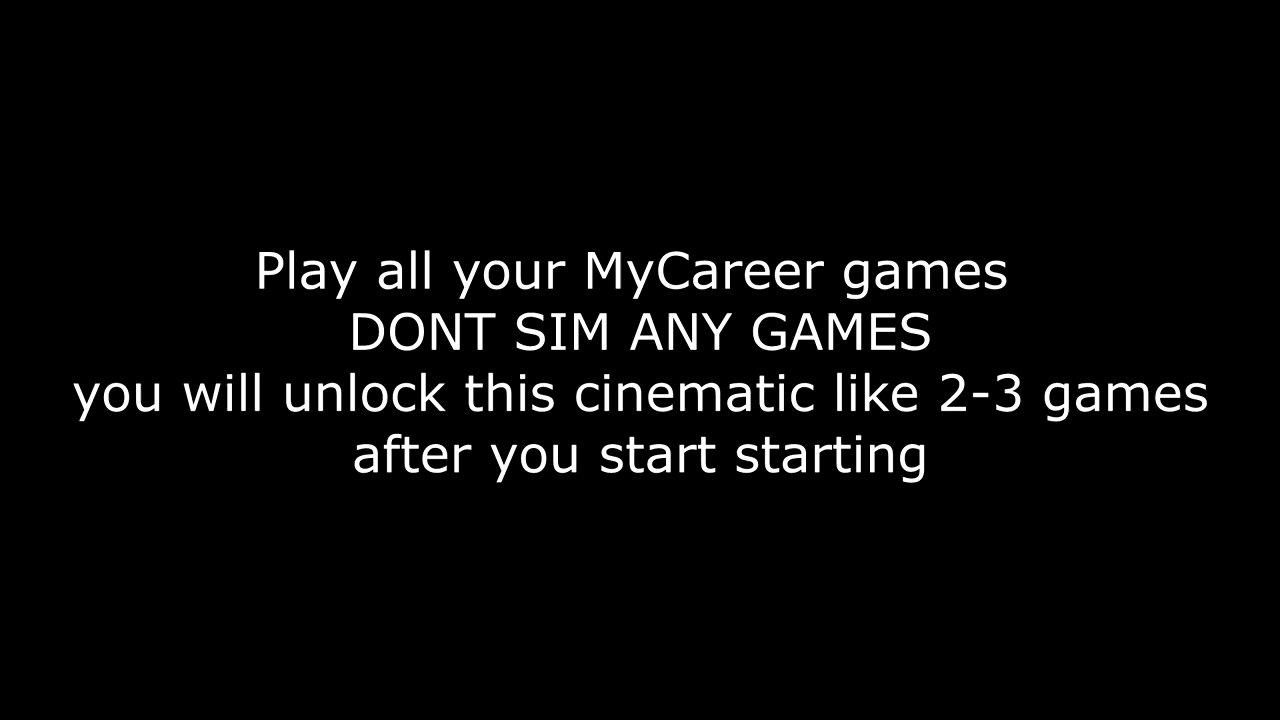 Play all your MyCareer games
DONT SIM ANY GAMES
you will unlock this cinematic like 2-3 games
after you start starting